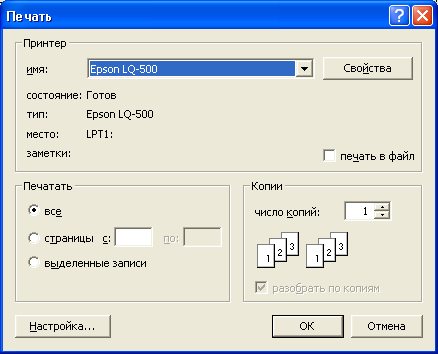 Печать
Принтер
имя: Epson LQ-500 Свойства
состояние: Готов
тип: Epson LQ-500
место: LPT1:
заметки: печать в файл
Печатать Копии
все число копий: 1
страницы с: по:
1 2 3 1 2 3
выделенные записи
разобрать по копиям
Настройка... ОК Отмена